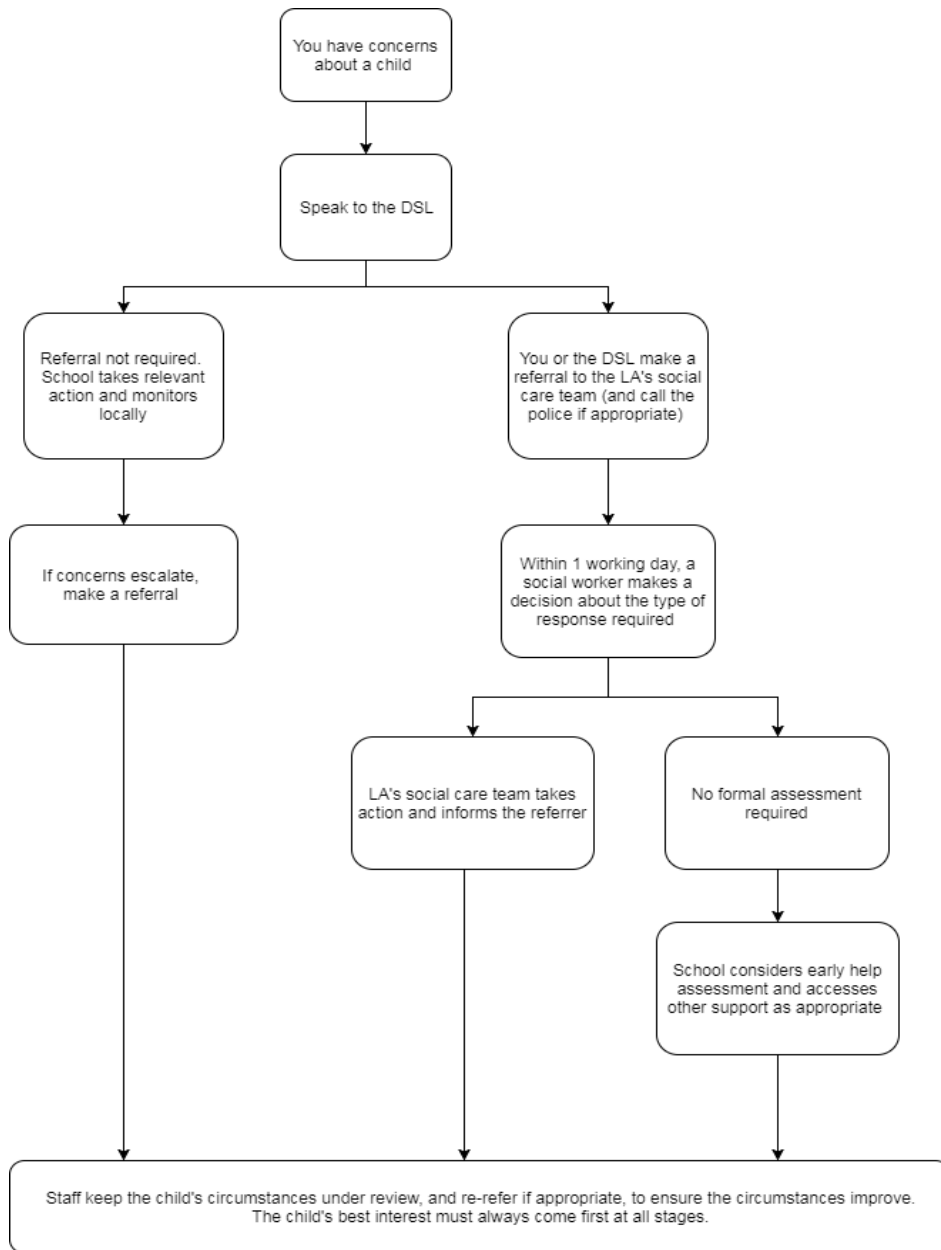 You have concerns
about a child
Speak to the DSL
Referral not required.
School takes relevant
action and monitors
locally
You or the DSL make a
referral to the LA's social
care team (and call the
police if appropriate)
If concerns escalate,
make a referral
Within 1 working day, a
social worker makes a
decision about the type of
response required
LA's social care team takes
action and informs the referrer
No formal assessment
required
School considers early help
assessment and accesses
other support as appropriate
Staff keep the child's circumstances under review, and re-refer if appropriate, to ensure the circumstances improve.
The child's best interest must always come first at all stages.